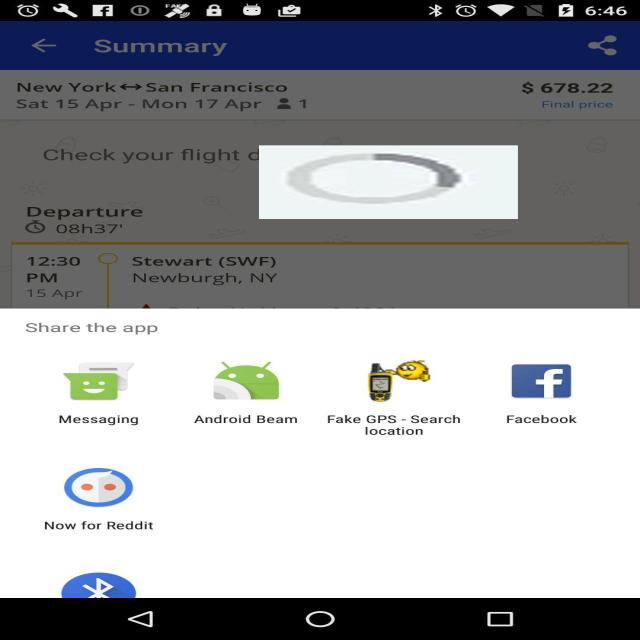 6:46
Summary
New York↔San Francisco
$ 678.22
Sat 15 Apr - Mon 17 Apr 1
Final price
Check your flight d
Departure
08h37'
12:30 PM
Stewart (SWF)
Newburgh, NY
15 Apr
Share the app
Messaging
Android Beam
Fake GPS - Search
location
Facebook
Now for Reddit